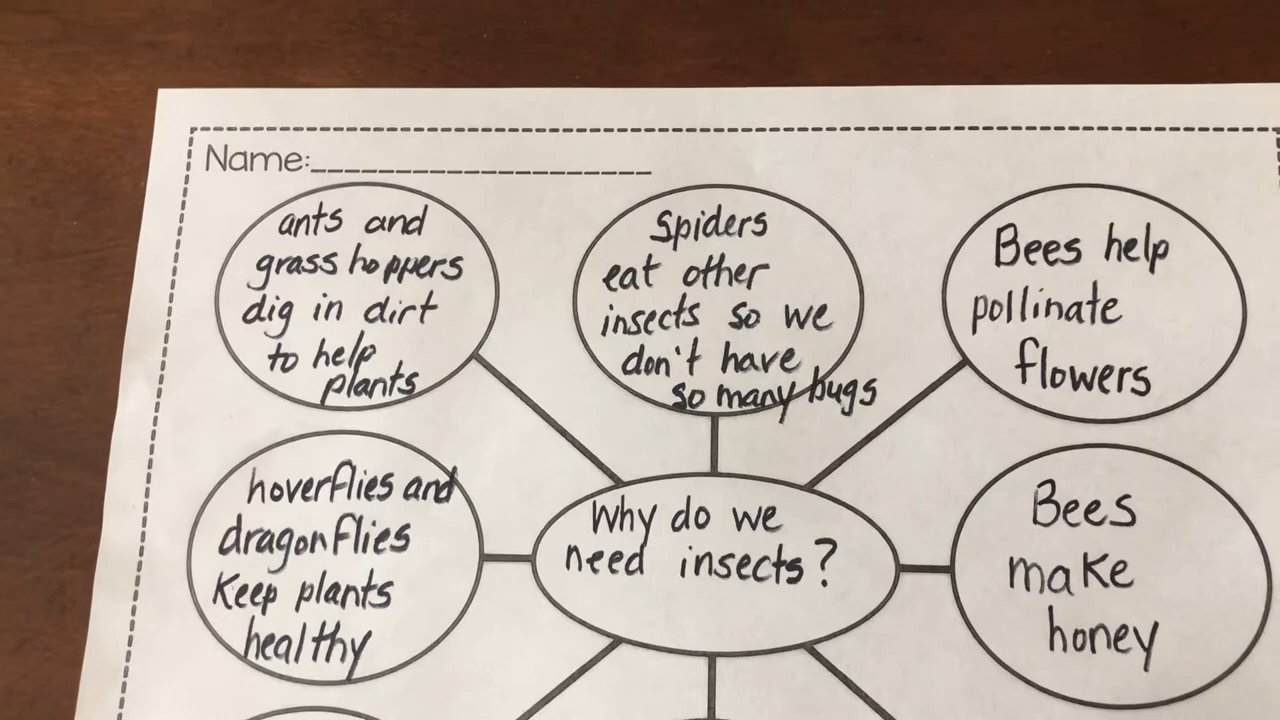 Name:
ants and
grasshoppers
dig in dirt
to help
plants
Spiders
eat other
insects so we
don't have
so many bugs
Bees help
pollinate
flowers
hoverflies and
dragonflies
Keep plants
healthy
Why do we
need insects?
Bees
make
honey